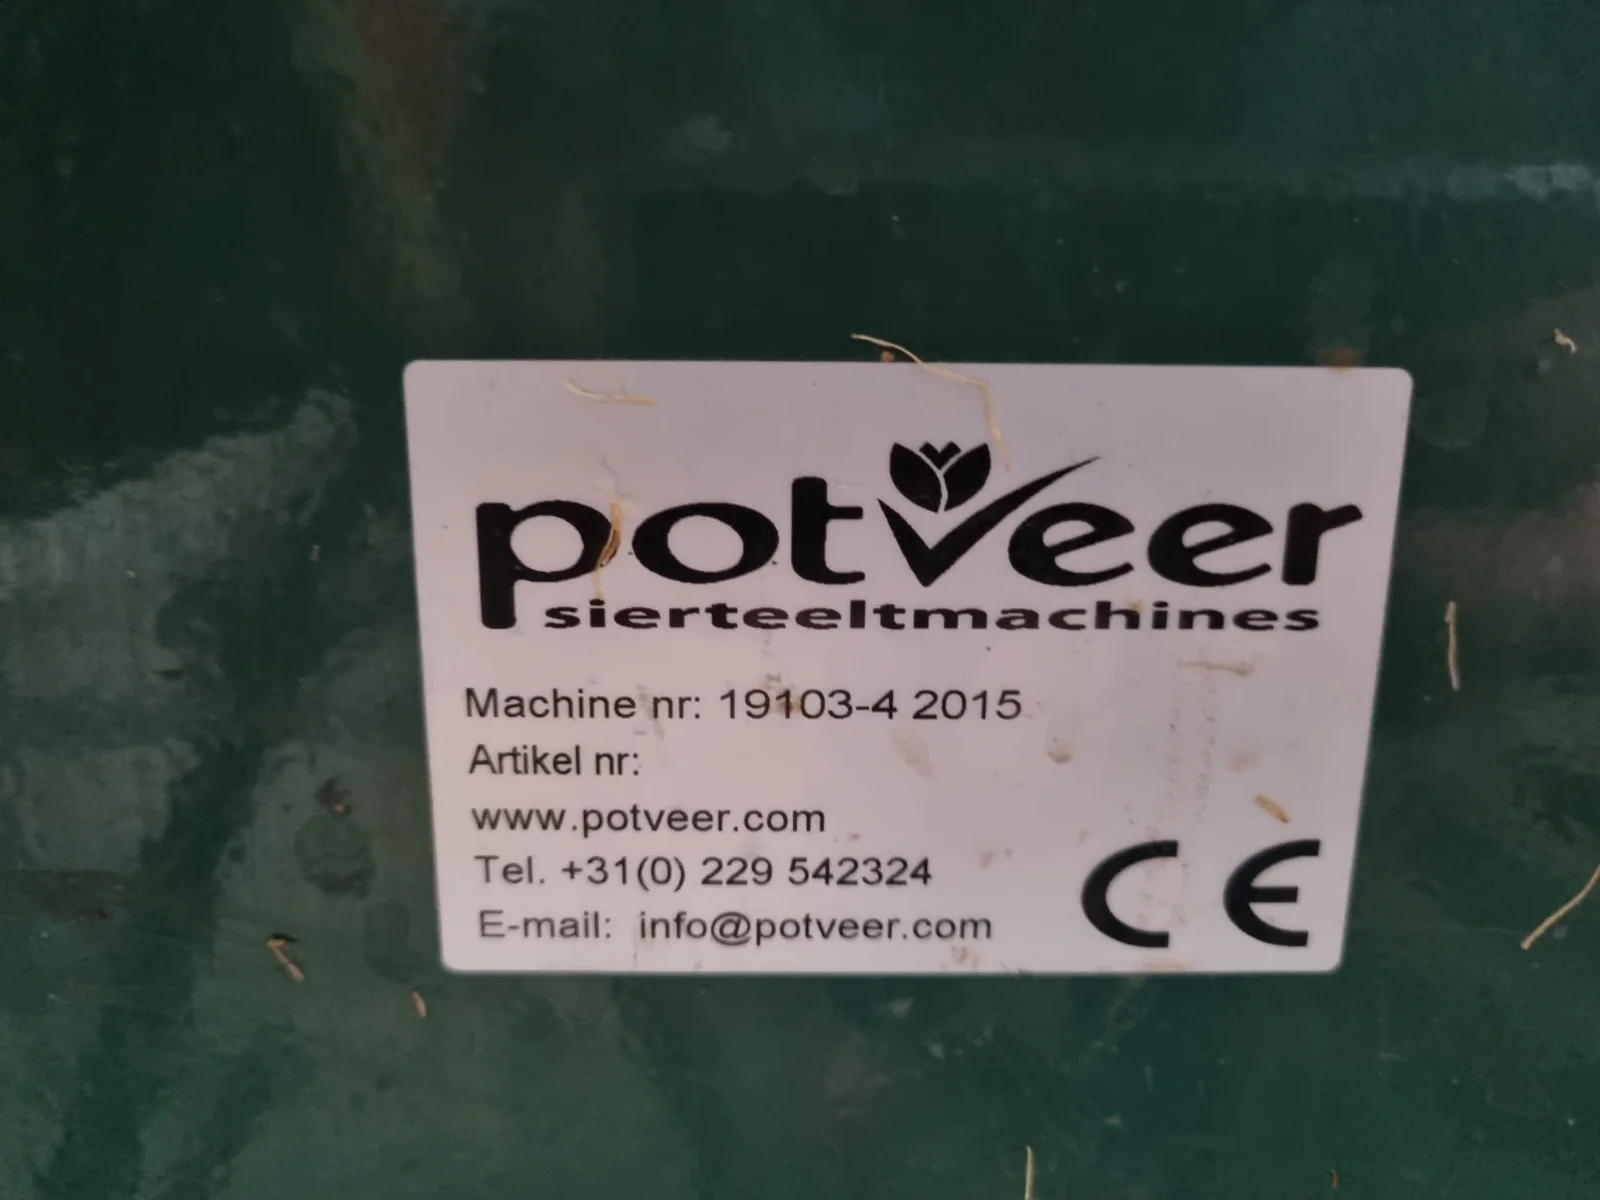 potveer
sierteeltmachines
Machine nr: 19103-4 2015
Artikel nr:
www.potveer.com
Tel. +31(0) 229 542324
E-mail: info@potveer.com
CE